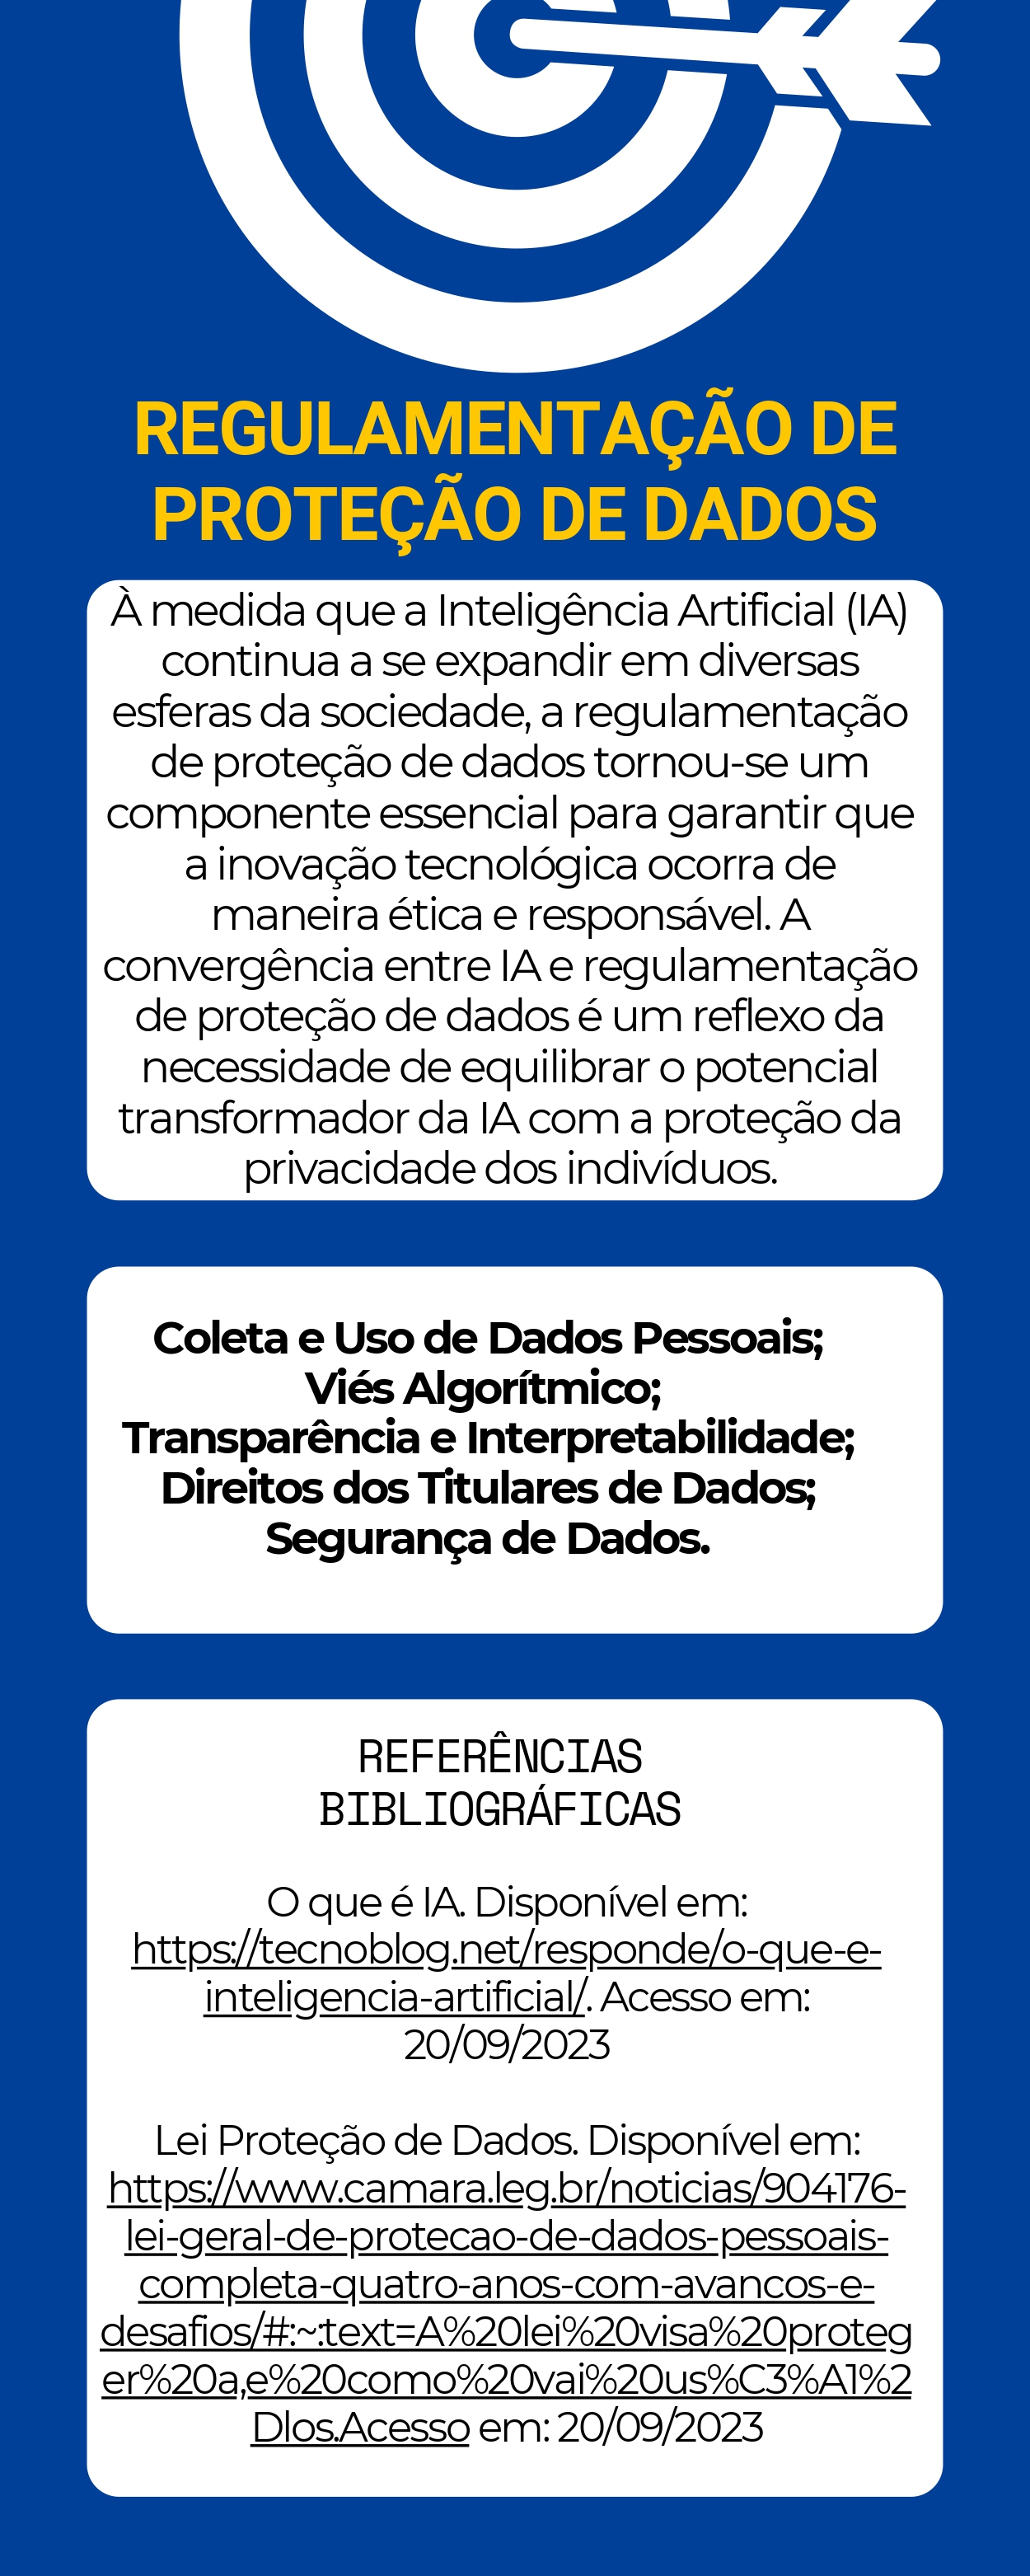 REGULAMENTAÇÃO DE
PROTEÇÃO DE DADOS
À medida que a Inteligência Artificial (IA)
continua a se expandir em diversas
esferas da sociedade, a regulamentação
de proteção de dados tornou-se um
componente essencial para garantir que
a inovação tecnológica ocorra de
maneira ética e responsável. A
convergência entre IA e regulamentação
de proteção de dados é um reflexo da
necessidade de equilibrar o potencial
transformador da IA com a proteção da
privacidade dos indivíduos.
Coleta e Uso de Dados Pessoais;
Viés Algorítmico;
Transparência e Interpretabilidade;
Direitos dos Titulares de Dados;
Segurança de Dados.
REFERÊNCIAS
BIBLIOGRÁFICAS
O que é IA. Disponível em:
https://tecnoblog.net/responde/o-que-e-
inteligencia-artificial/. Acesso em:
20/09/2023
Lei Proteção de Dados. Disponível em:
https://www.camara.leg.br/noticias/904176-
lei-geral-de-protecao-de-dados-pessoais-
completa-quatro-anos-com-avancos-e-
desafios/#:~:text=A%20lei%20visa%20proteg
er%20a,e%20como%20vai%20us%C3%A1%2
Dlos.Acesso em: 20/09/2023